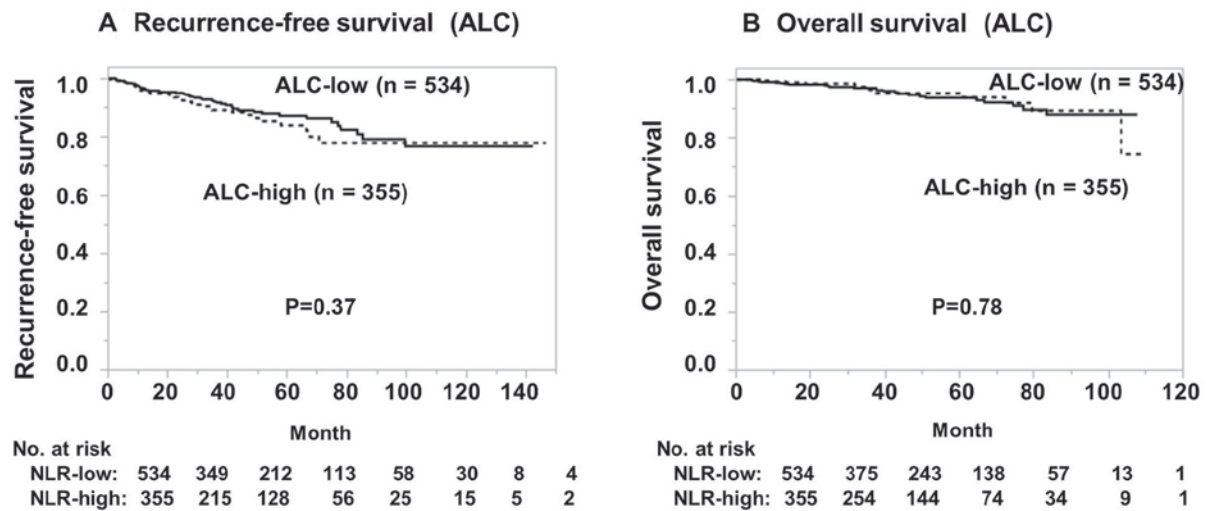 A Recurrence-free survival (ALC)
Recurrence-free survival
1.0
0.8
0.6
0.4
0.2
0.0
ALC-low (n = 534)
ALC-high (n = 355)
P=0.37
0 20 40 60 80 100 120 140
Month
No. at risk
NLR-low: 534 349 212 113 58 30 8 4
NLR-high: 355 215 128 56 25 15 5 2
B Overall survival (ALC)
Overall survival
1.0
0.8
0.6
0.4
0.2
0.0
ALC-low (n = 534)
ALC-high (n = 355)
P=0.78
0 20 40 60 80 100 120
Month
No. at risk
NLR-low: 534 375 243 138 57 13 1
NLR-high: 355 254 144 74 34 9 1